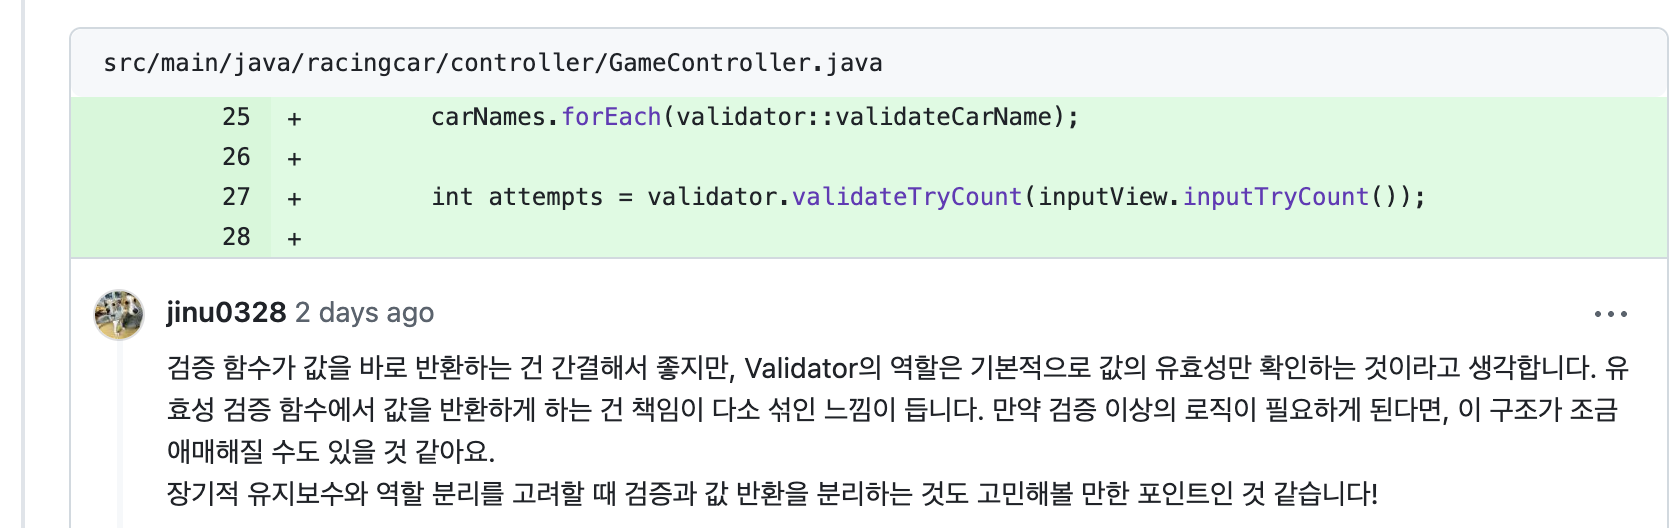 src/main/java/racingcar/controller/GameController.java
25 + carNames.forEach(validator::validateCarName);
26 +
27 + int attempts = validator.validateTryCount(inputView.inputTryCount());
28 +
jinu0328 2 days ago
검증 함수가 값을 바로 반환하는 건 간결해서 좋지만, Validator의 역할은 기본적으로 값의 유효성만 확인하는 것이라고 생각합니다. 유
효성 검증 함수에서 값을 반환하게 하는 건 책임이 다소 섞인 느낌이 듭니다. 만약 검증 이상의 로직이 필요하게 된다면, 이 구조가 조금
애매해질 수도 있을 것 같아요.
장기적 유지보수와 역할 분리를 고려할 때 검증과 값 반환을 분리하는 것도 고민해볼 만한 포인트인 것 같습니다!